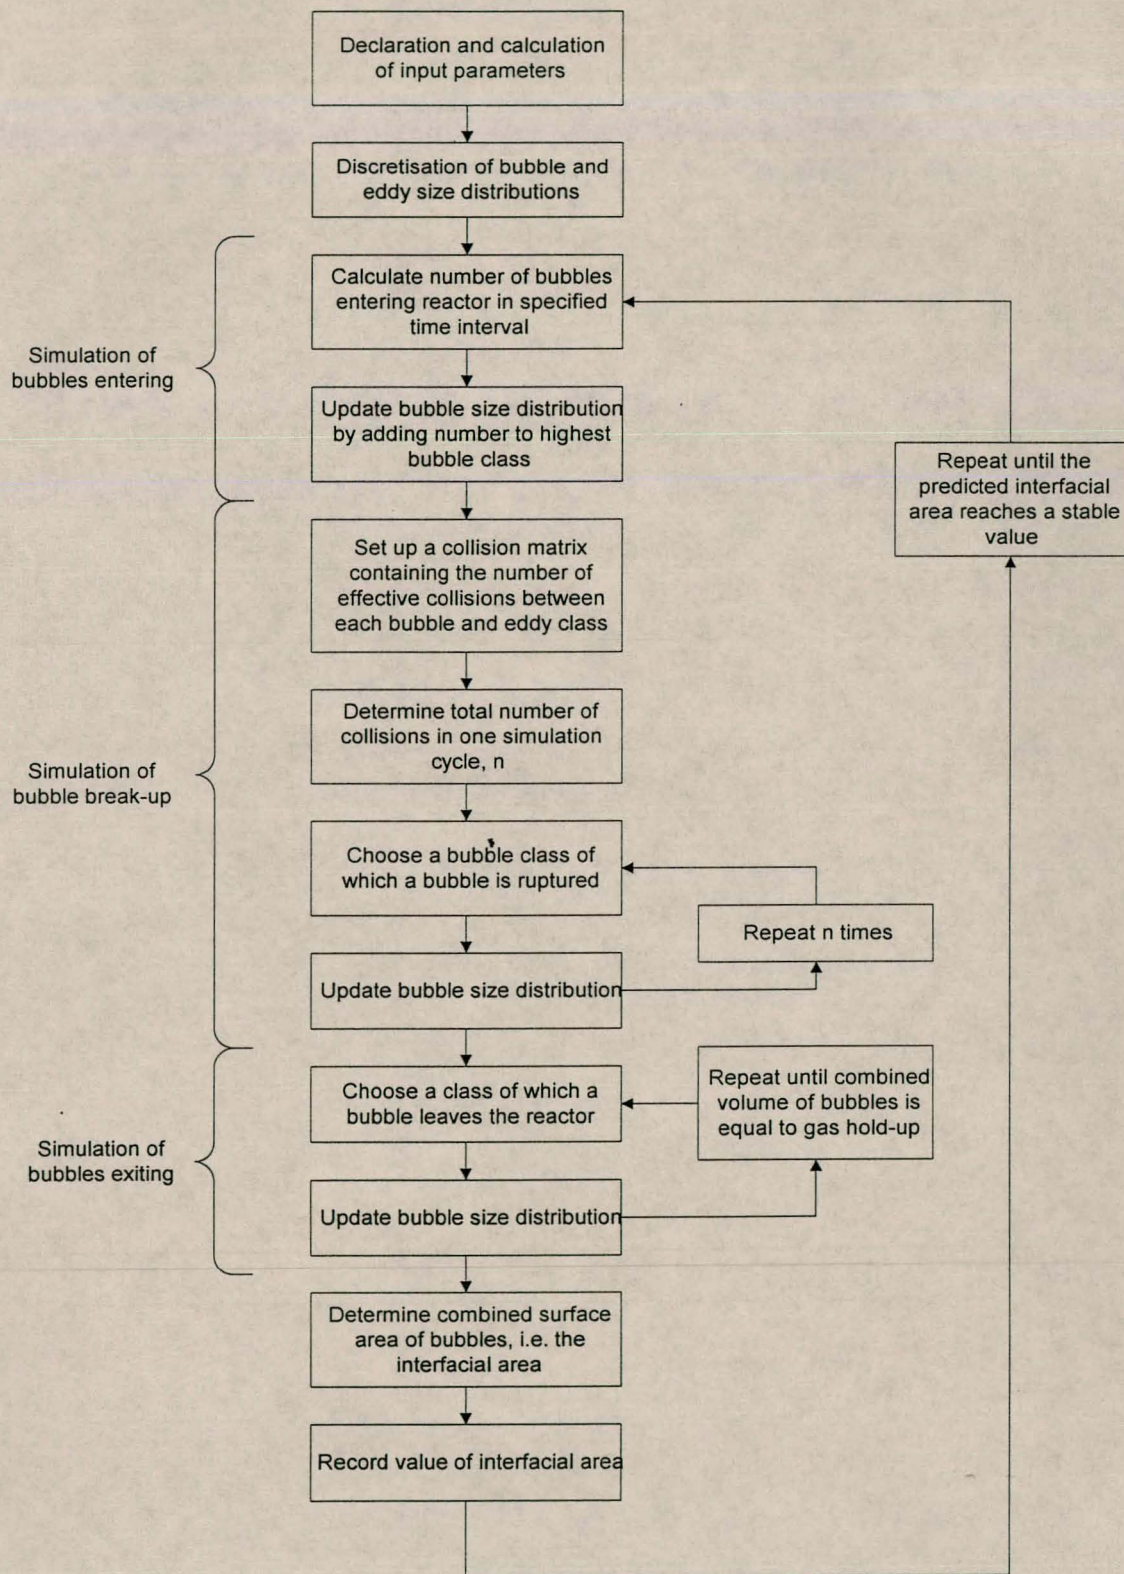 Declaration and calculation
of input parameters
Discretisation of bubble and
eddy size distributions
Calculate number of bubbles
entering reactor in specified
time interval
Simulation of
bubbles entering
Update bubble size distribution
by adding number to highest
bubble class
Repeat until the
predicted interfacial
area reaches a stable
value
Set up a collision matrix
containing the number of
effective collisions between
each bubble and eddy class
Determine total number of
collisions in one simulation
cycle, n
Simulation of
bubble break-up
Choose a bubble class of
which a bubble is ruptured
Repeat n times
Update bubble size distribution
Choose a class of which a
bubble leaves the reactor
Repeat until combined
volume of bubbles is
equal to gas hold-up
Simulation of
bubbles exiting
Update bubble size distribution
Determine combined surface
area of bubbles, i.e. the
interfacial area
Record value of interfacial area